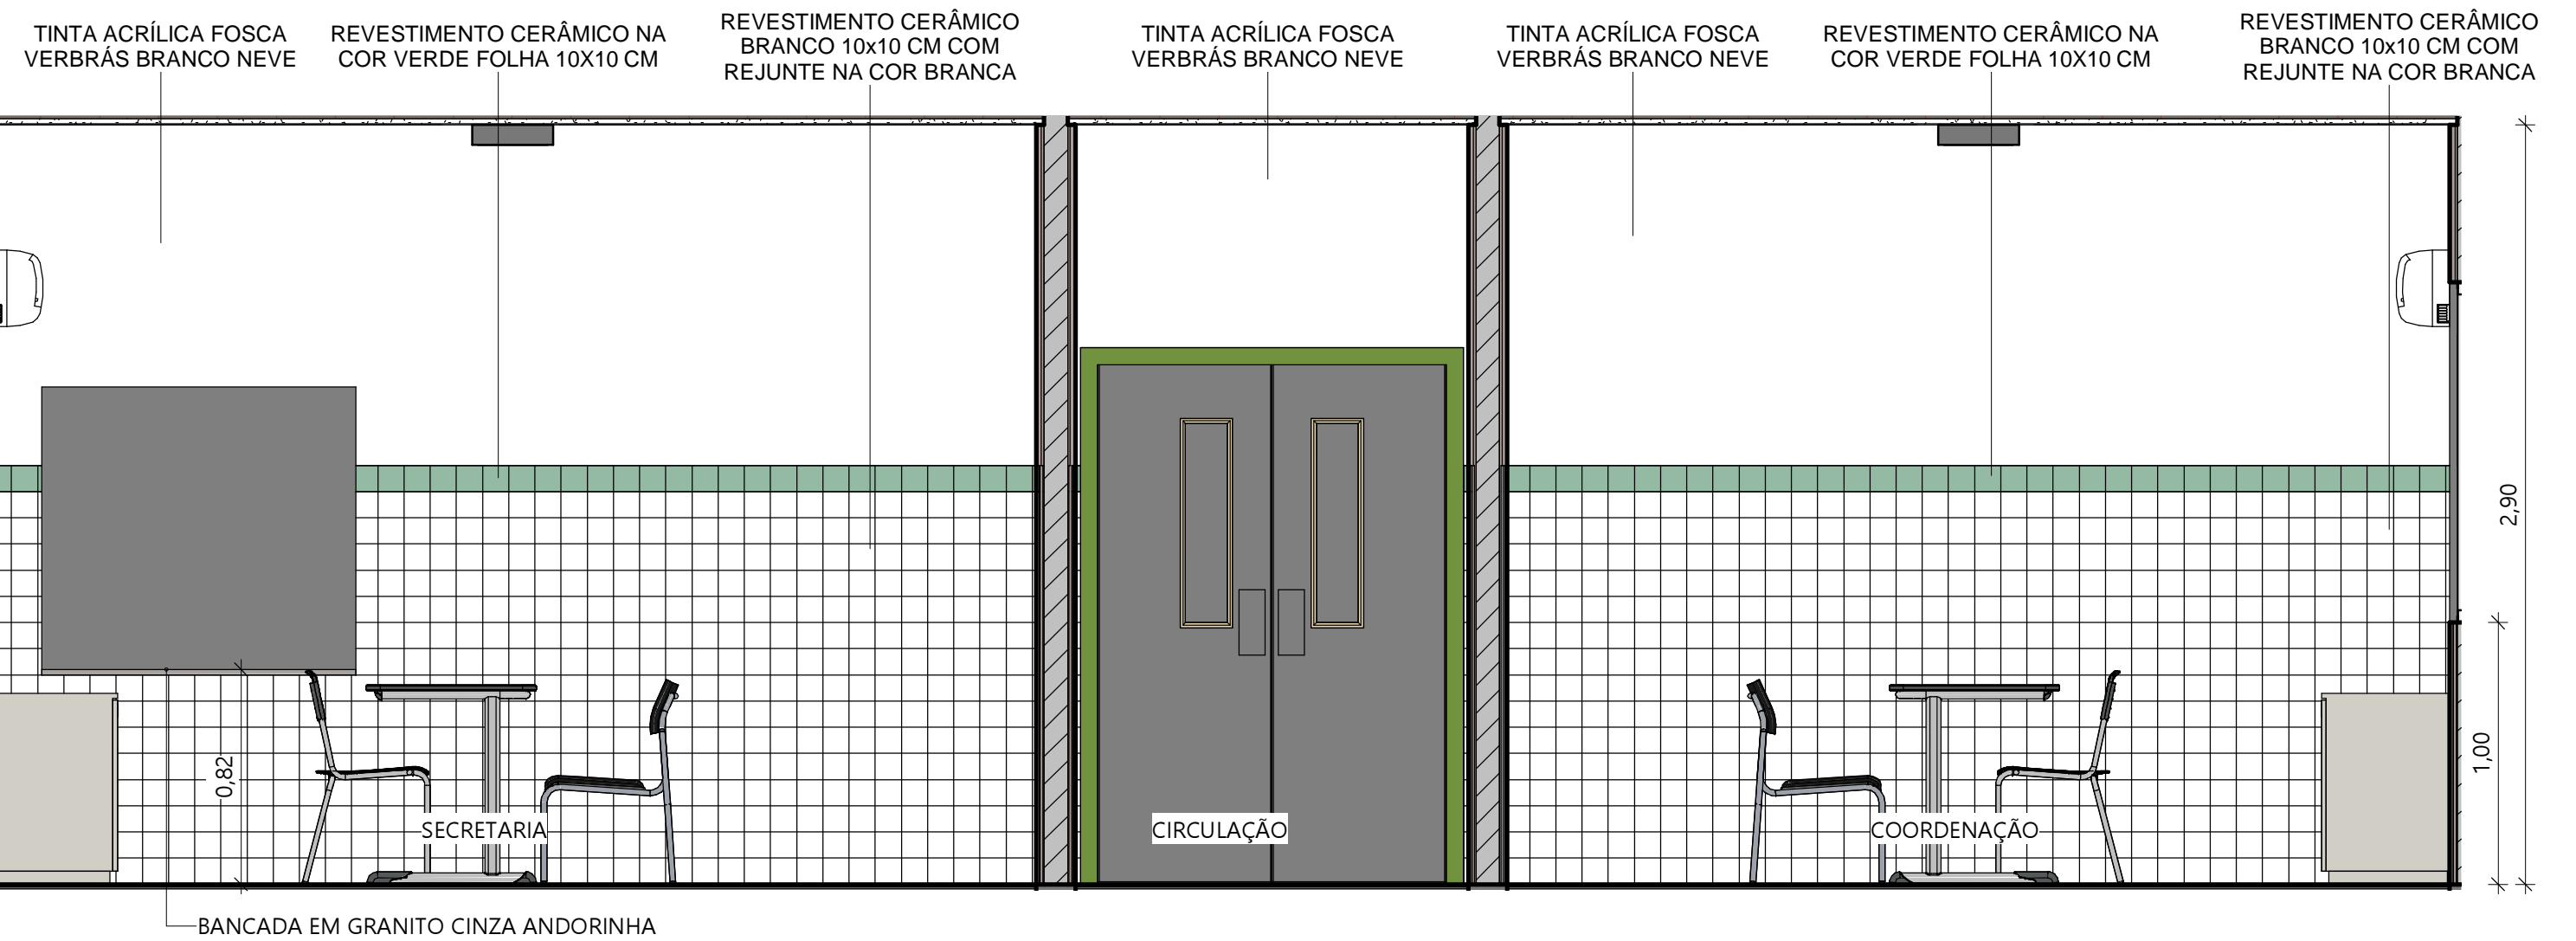 TINTA ACRÍLICA FOSCA
VERBRÁS BRANCO NEVE
REVESTIMENTO CERÂMICO NA
COR VERDE FOLHA 10X10 CM
REVESTIMENTO CERÂMICO
BRANCO 10x10 CM COM
REJUNTE NA COR BRANCA
TINTA ACRÍLICA FOSCA
VERBRÁS BRANCO NEVE
TINTA ACRÍLICA FOSCA
VERBRÁS BRANCO NEVE
REVESTIMENTO CERÂMICO NA
COR VERDE FOLHA 10X10 CM
REVESTIMENTO CERÂMICO
BRANCO 10x10 CM COM
REJUNTE NA COR BRANCA
2,90
1,00
0,82
SECRETARIA
CIRCULAÇÃO
COORDENAÇÃO
BANCADA EM GRANITO CINZA ANDORINHA